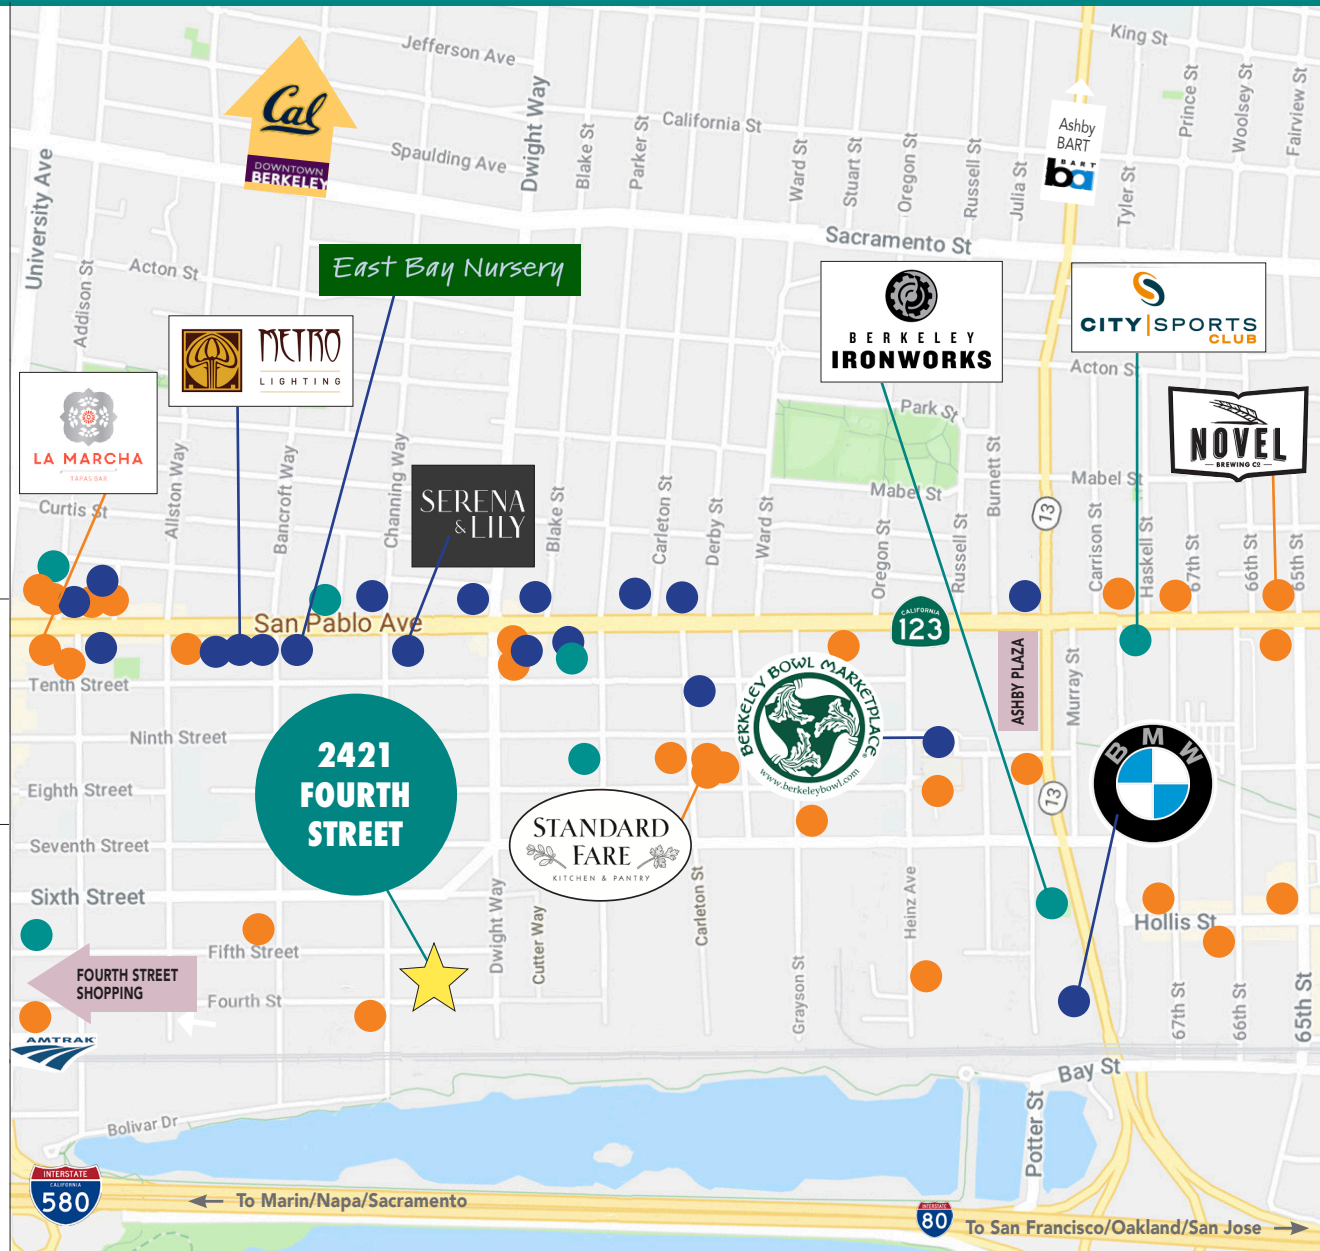 King St
Jefferson Ave
Cal
DOWNTOWN
BERKELEY
University Ave
Dwight Way
Blake St
Parker St
California St
Spaulding Ave
Ward St
Stuart St
Oregon St
Russell St
Julia St
Ashby
BART
BART
ba
Tyler St
Prince St
Woolsey St
Fairview St
Sacramento St
East Bay Nursery
Addison St
Acton St
METRO
LIGHTING
BERKELEY
IRONWORKS
CITY|SPORTS
CLUB
Acton St
LA MARCHA
TAPAS BAR
Park St
NOVEL
BREWING CO
Curtis St
Allston Way
Bancroft Way
Channing Way
SERENA
& LILY
Blake St
Carleton St
Derby St
Ward St
Mabel St
Oregon St
Russell St
Burnett St
13
Mabel St
Carrison St
Haskell St
67th St
66th St
65th St
San Pablo Ave
CALIFORNIA
123
ASHBY PLAZA
Murray St
Tenth Street
Ninth Street
Eighth Street
Seventh Street
Sixth Street
2421
FOURTH
STREET
BERKELEY BOWL MARKETPLACE
www.berkeleybowl.com
BMW
13
STANDARD
FARE
KITCHEN & PANTRY
Dwight Way
Cutter Way
Carleton St
Grayson St
Heinz Ave
Hollis St
Fifth Street
FOURTH STREET
SHOPPING
Fourth St
AMTRAK
67th St
66th St
65th St
Bay St
Potter St
Bolivar Dr
INTERSTATE
CALIFORNIA
580
To Marin/Napa/Sacramento
INTERSTATE
80
To San Francisco/Oakland/San Jose